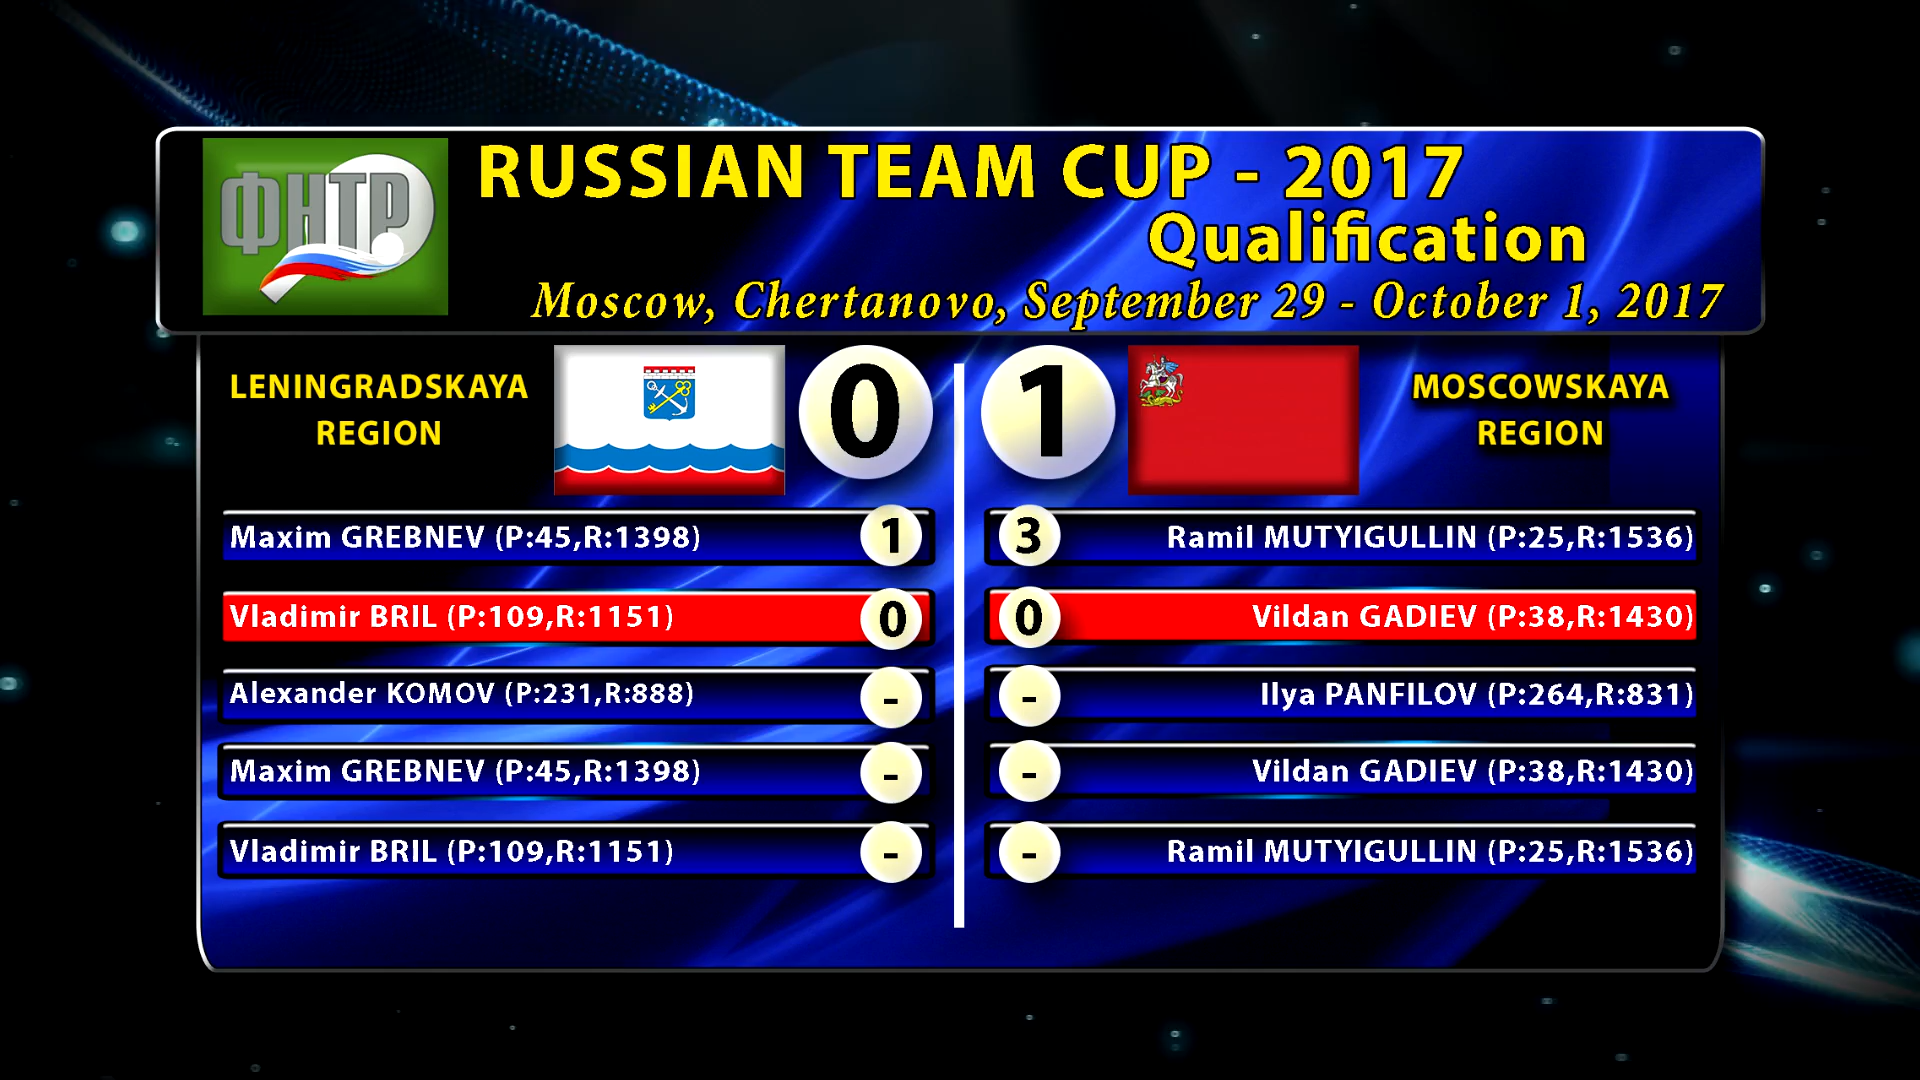 ФНТР
RUSSIAN TEAM CUP - 2017
Qualification
Moscow, Chertanovo, September 29 - October 1, 2017
LENINGRADSKAYA
REGION
0
1
MOSCOWSKAYA
REGION
Maxim GREBNEV (P:45,R:1398) 1 3 Ramil MUTYIGULLIN (P:25,R:1536)
Vladimir BRIL (P:109,R:1151) 0 0 Vildan GADIEV (P:38,R:1430)
Alexander KOMOV (P:231,R:888) - - Ilya PANFILOV (P:264,R:831)
Maxim GREBNEV (P:45,R:1398) - - Vildan GADIEV (P:38,R:1430)
Vladimir BRIL (P:109,R:1151) - - Ramil MUTYIGULLIN (P:25,R:1536)